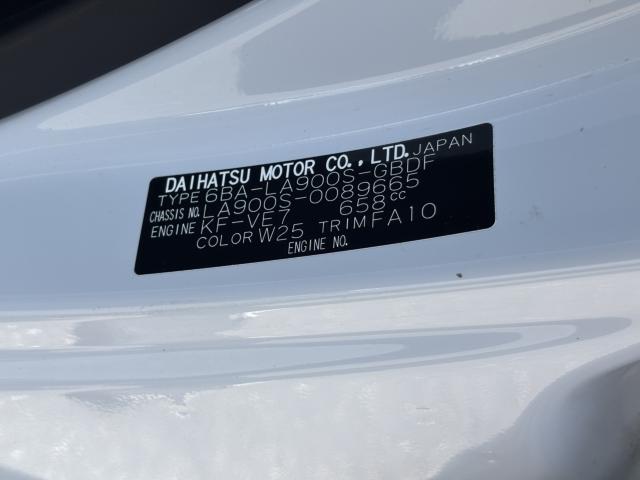 DAIHATSU MOTOR CO., LTD. JAPAN
TYPE 6BA-LA900S-GBDF
CHASSIS NO. LA900S-0089665
ENGINE KF-VE7 658cc
COLOR W25 TRIM FA10
ENGINE NO.